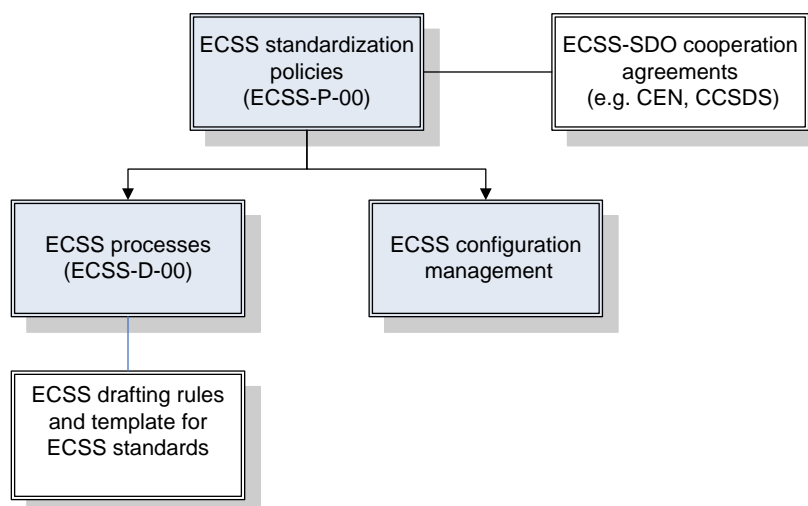 ECSS standardization
policies
(ECSS-P-00)
ECSS-SDO cooperation
agreements
(e.g. CEN, CCSDS)
ECSS processes
(ECSS-D-00)
ECSS configuration
management
ECSS drafting rules
and template for
ECSS standards